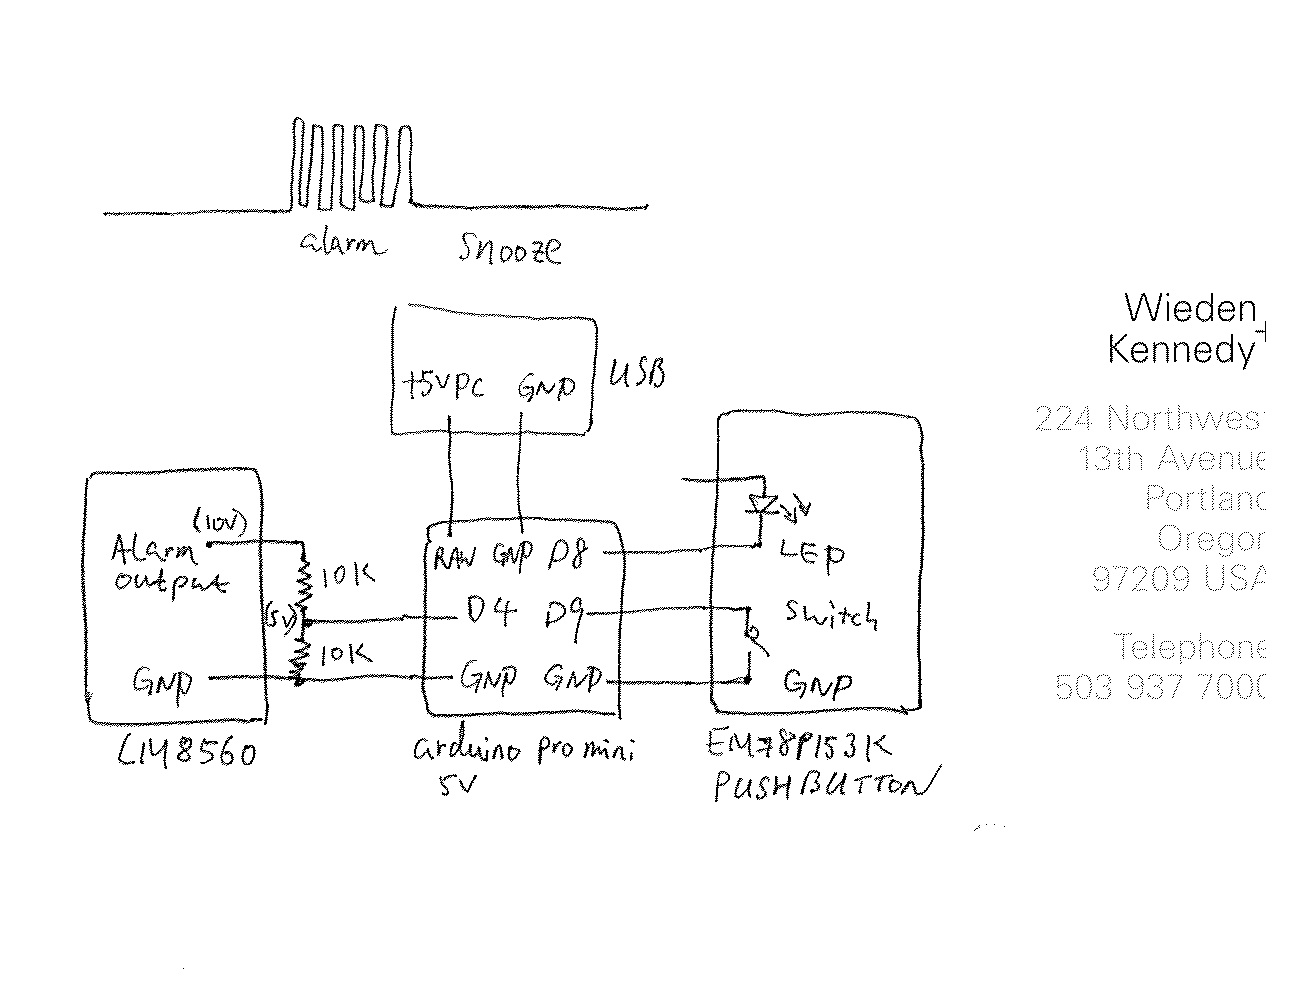 alarm
snooze
+5V PC
GND
USB
(10V)
Alarm
output
10K
(5V)
10K
GND
LM8560
RAW GND D8
D4 D9
GND GND
arduino pro mini
5V
LED
switch
GND
EM78P153K
PUSHBUTTON
Wieden
Kennedy+
224 Northwest
13th Avenue
Portland
Oregon
97209 USA
Telephone
503 937 7000